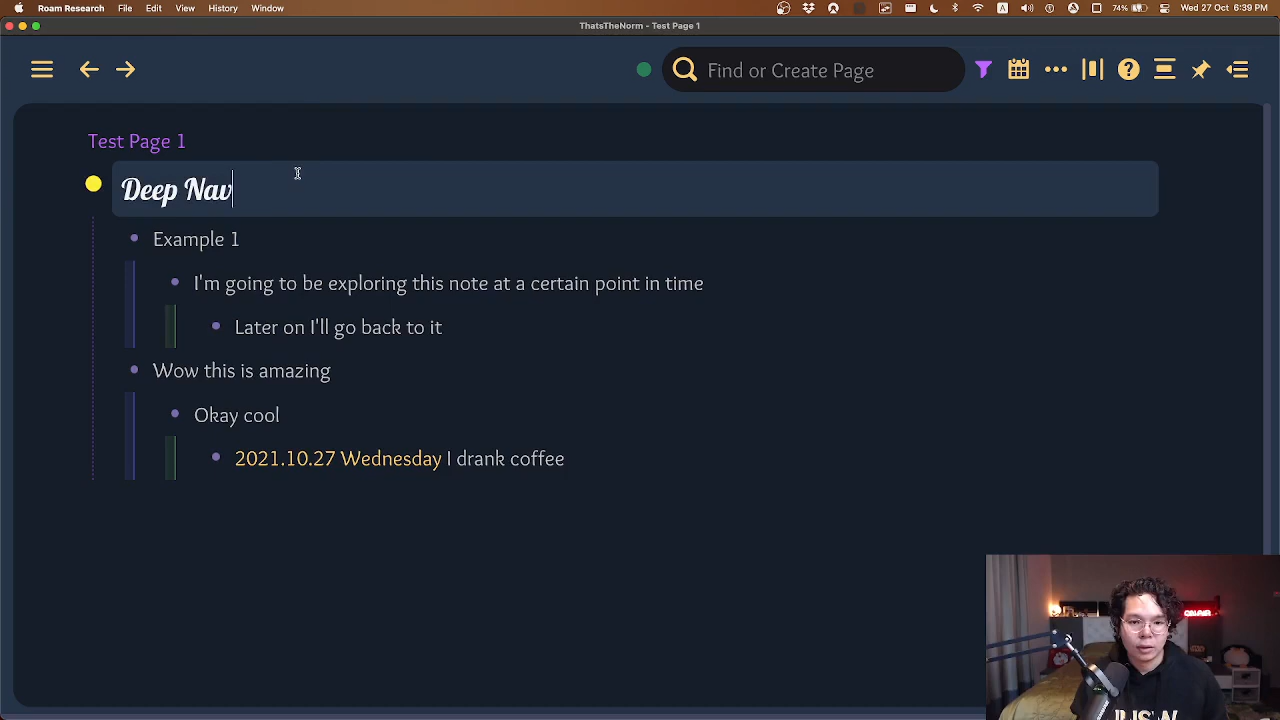 Roam Research File Edit View History Window 74% Wed 27 Oct 6:39 PM
ThatsTheNorm - Test Page 1
Find or Create Page
Test Page 1
Deep Nav
Example 1
I'm going to be exploring this note at a certain point in time
Later on I'll go back to it
Wow this is amazing
Okay cool
2021.10.27 Wednesday I drank coffee